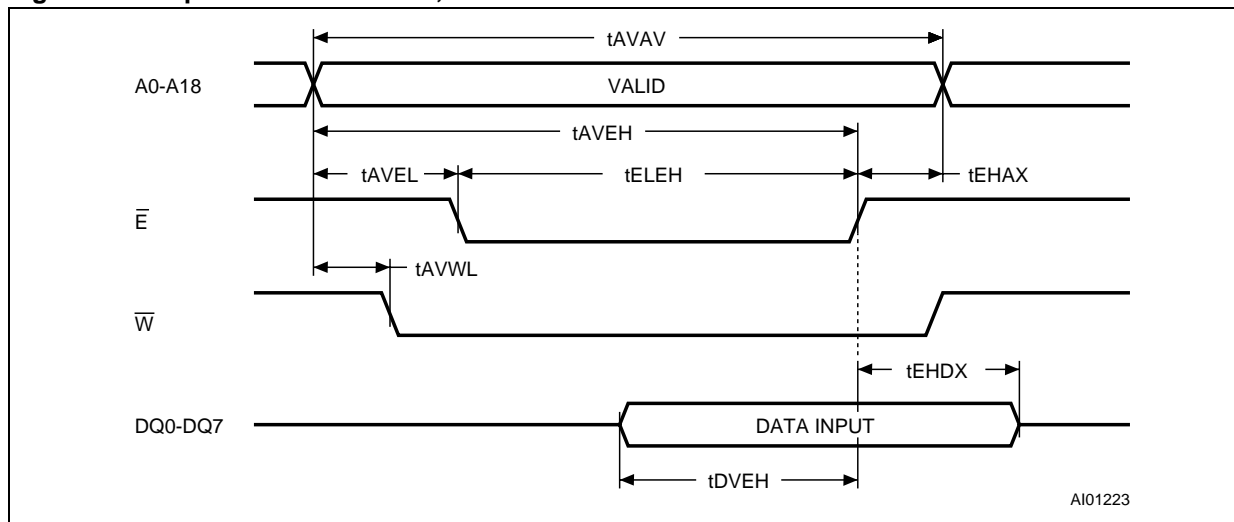 tAVAV
A0-A18
VALID
tAVEH
tAVEL
tELEH
tEHAX
E̅
tAVWL
W̅
tEHDX
DQ0-DQ7
DATA INPUT
tDVEH
AI01223